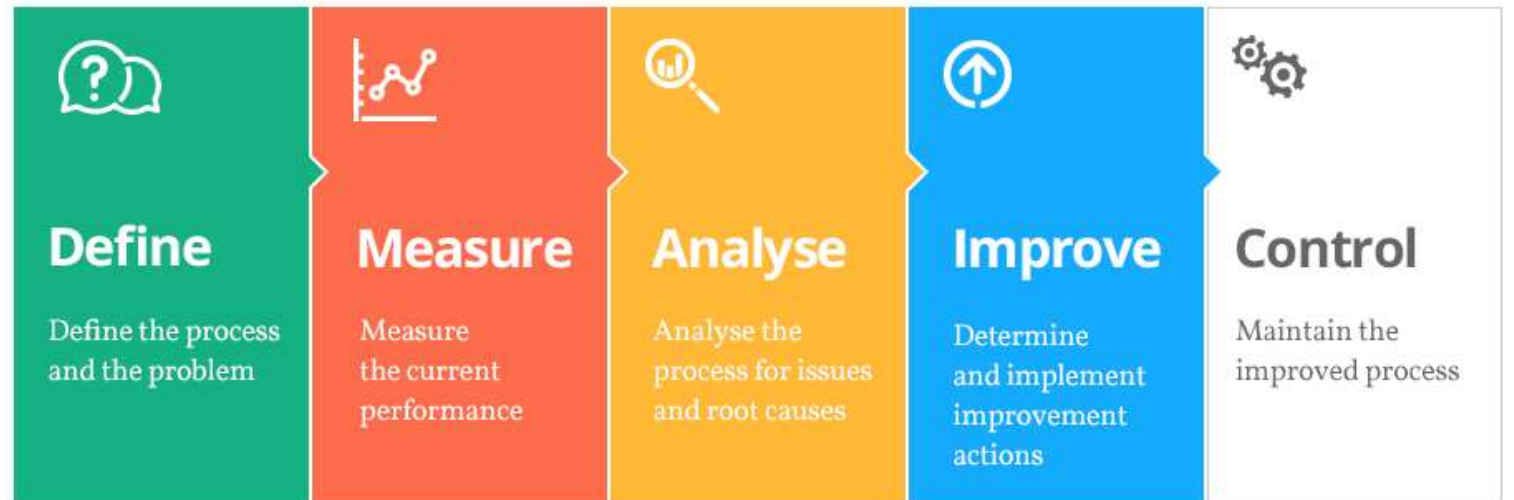 Define
Define the process
and the problem
Measure
Measure
the current
performance
Analyse
Analyse the
process for issues
and root causes
Improve
Determine
and implement
improvement
actions
Control
Maintain the
improved process